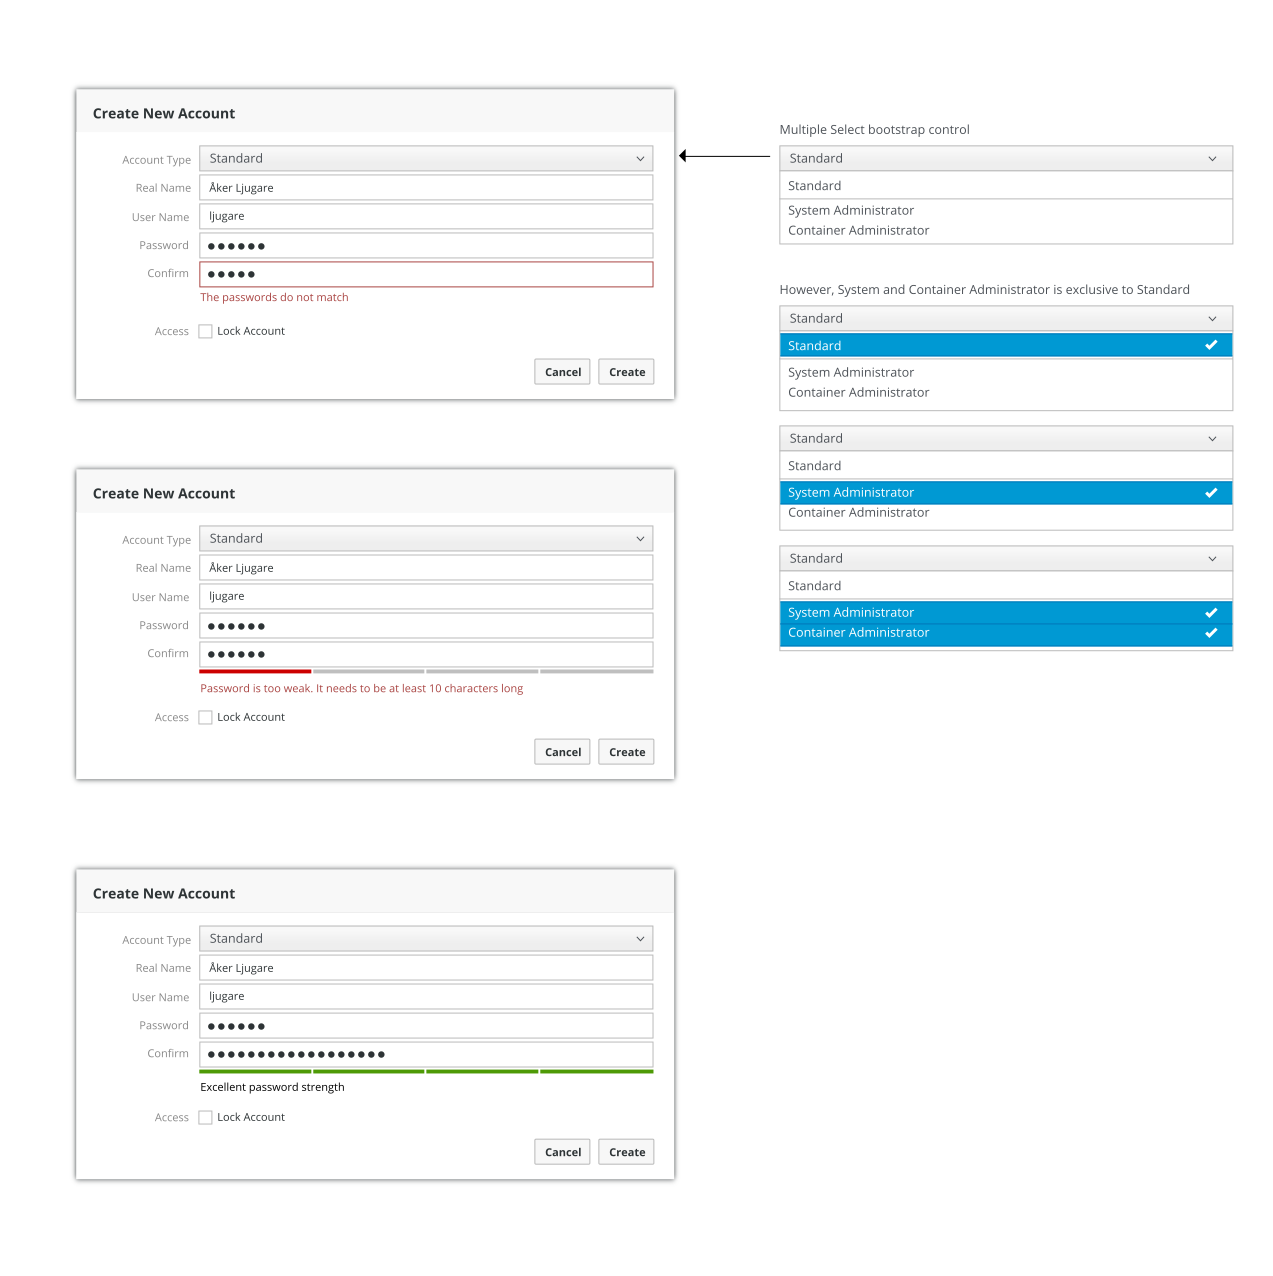 Create New Account
Account Type Standard
Real Name Åker Ljugare
User Name ljugare
Password ●●●●●●
Confirm ●●●●●
The passwords do not match
Access Lock Account
Cancel Create
Multiple Select bootstrap control
Standard
Standard
System Administrator
Container Administrator
However, System and Container Administrator is exclusive to Standard
Standard
Standard
System Administrator
Container Administrator
Standard
Standard
System Administrator
Container Administrator
Standard
Standard
System Administrator
Container Administrator
Create New Account
Account Type Standard
Real Name Åker Ljugare
User Name ljugare
Password ●●●●●●
Confirm ●●●●●●
Password is too weak. It needs to be at least 10 characters long
Access Lock Account
Cancel Create
Create New Account
Account Type Standard
Real Name Åker Ljugare
User Name ljugare
Password ●●●●●●
Confirm ●●●●●●●●●●●●●●●●●●
Excellent password strength
Access Lock Account
Cancel Create